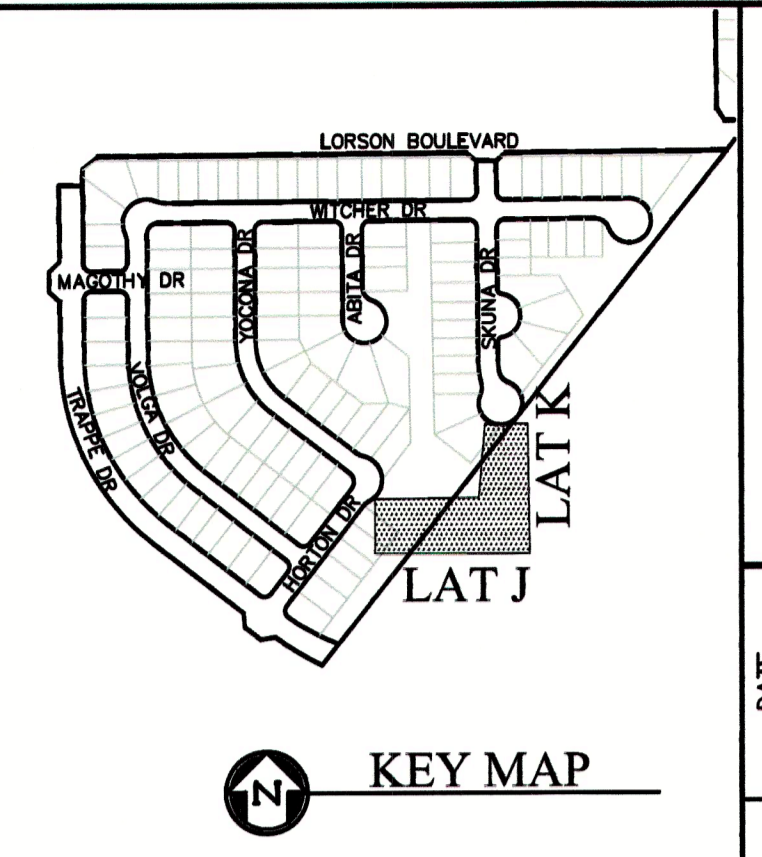 LORSON BOULEVARD
WITCHER DR
MAGOTHY DR
YOCONA DR
ABITA DR
SKUNA DR
VOLGA DR
TRAPPE DR
HORTON DR
LAT K
LAT J
N
KEY MAP